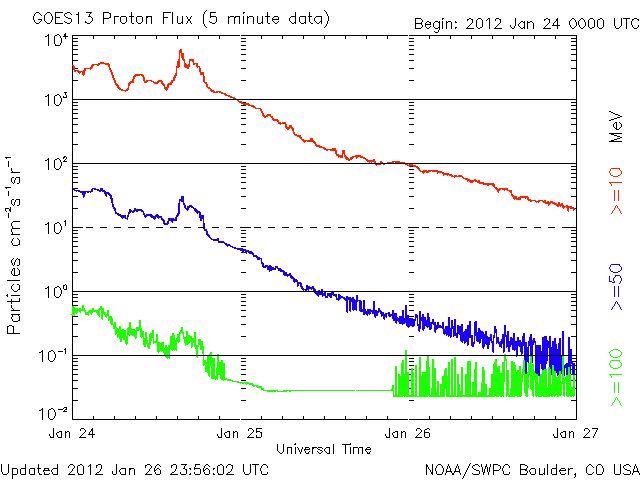 GOES13 Proton Flux (5 minute data)
Begin: 2012 Jan 24 0000 UTC
Particles cm⁻²s⁻¹sr⁻¹
10⁴
10³
10²
10¹
10⁰
10⁻¹
10⁻²
Jan 24
Jan 25
Jan 26
Jan 27
Universal Time
MeV
>=10
>=50
>=100
Updated 2012 Jan 26 23:56:02 UTC
NOAA/SWPC Boulder, CO USA